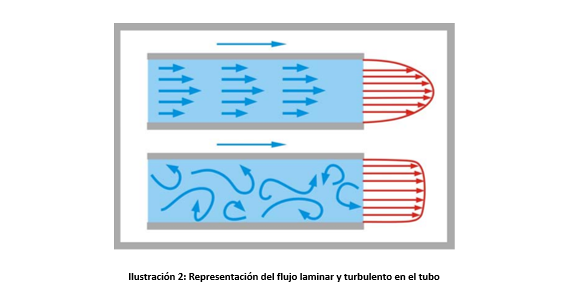 Ilustración 2: Representación del flujo laminar y turbulento en el tubo